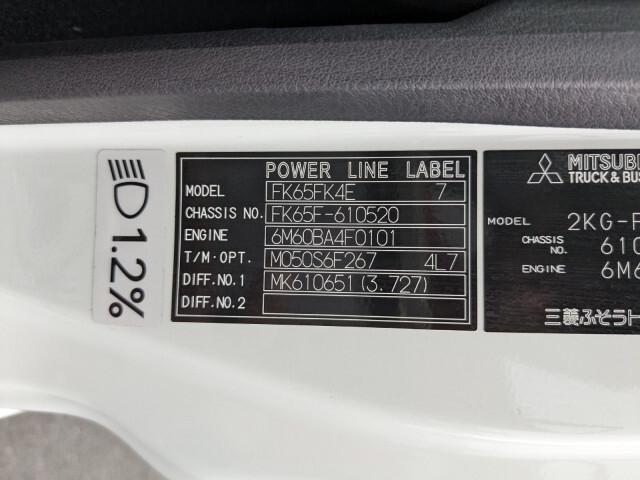 1.2%
POWER LINE LABEL
MODEL FK65FK4E 7
CHASSIS NO. FK65F-610520
ENGINE 6M60BA4F0101
T/M·OPT. M050S6F267 4L7
DIFF.NO.1 MK610651 (3.727)
DIFF.NO.2
MITSUBI
TRUCK & BUS
MODEL 2KG-F
CHASSIS NO. 610
ENGINE 6M6
三菱ふそうト